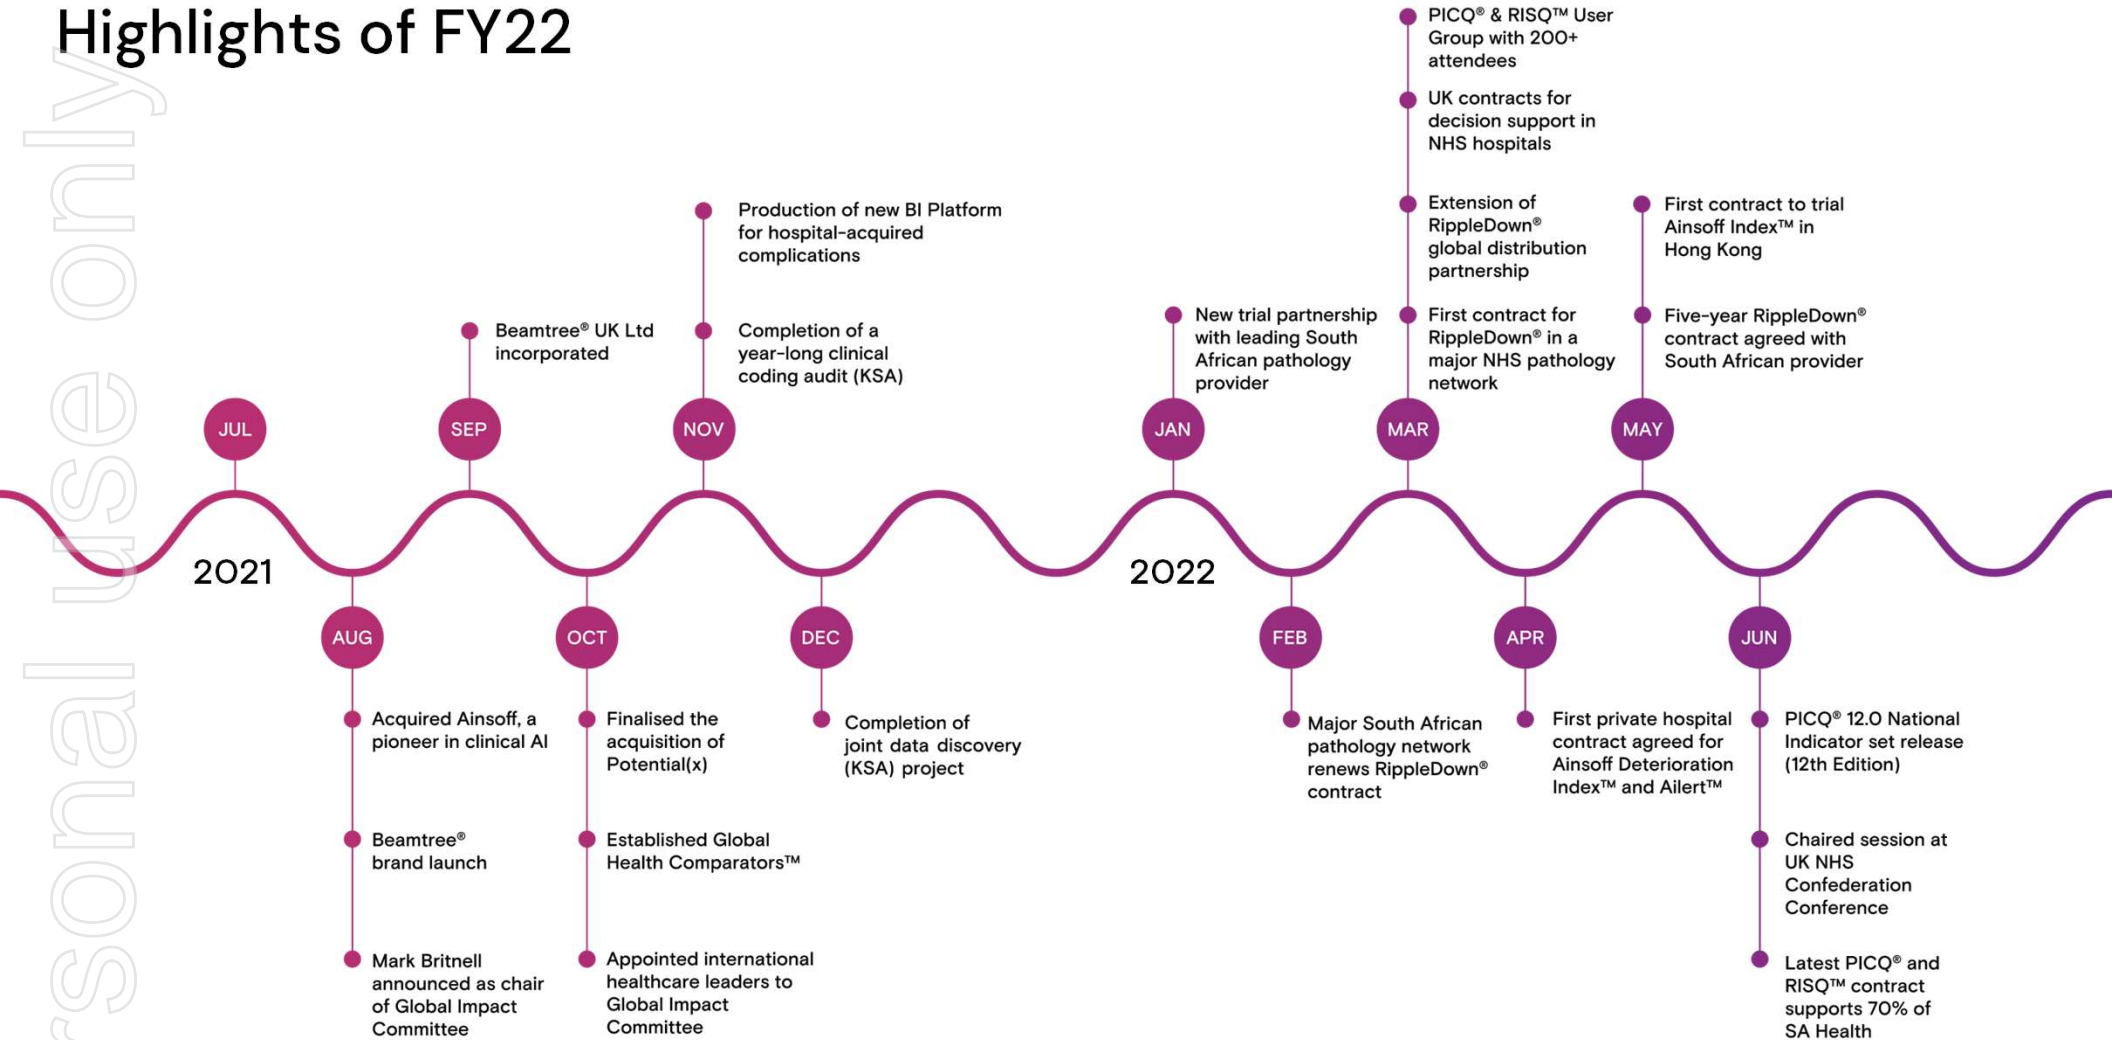 Highlights of FY22
rsonal use only
JUL
2021
AUG
Acquired Ainsoff, a
pioneer in clinical AI
Beamtree®
brand launch
Mark Britnell
announced as chair
of Global Impact
Committee
SEP
Beamtree® UK Ltd
incorporated
OCT
Finalised the
acquisition of
Potential(x)
Established Global
Health Comparators™
Appointed international
healthcare leaders to
Global Impact
Committee
NOV
Production of new BI Platform
for hospital-acquired
complications
Completion of a
year-long clinical
coding audit (KSA)
DEC
Completion of
joint data discovery
(KSA) project
2022
JAN
New trial partnership
with leading South
African pathology
provider
FEB
Major South African
pathology network
renews RippleDown®
contract
MAR
PICQ® & RISQ™ User
Group with 200+
attendees
UK contracts for
decision support in
NHS hospitals
Extension of
RippleDown®
global distribution
partnership
First contract for
RippleDown® in a
major NHS pathology
network
APR
First private hospital
contract agreed for
Ainsoff Deterioration
Index™ and Ailert™
MAY
First contract to trial
Ainsoff Index™ in
Hong Kong
Five-year RippleDown®
contract agreed with
South African provider
JUN
PICQ® 12.0 National
Indicator set release
(12th Edition)
Chaired session at
UK NHS
Confederation
Conference
Latest PICQ® and
RISQ™ contract
supports 70% of
SA Health